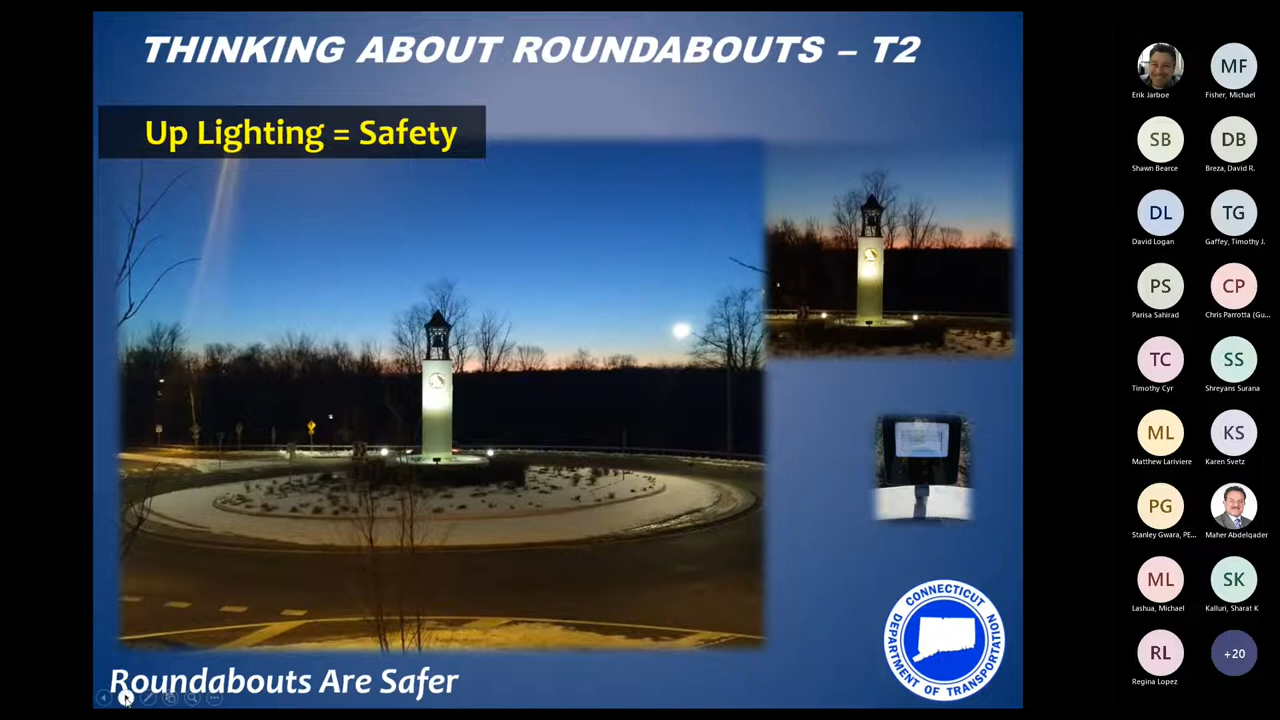 THINKING ABOUT ROUNDABOUTS – T2
Up Lighting = Safety
Roundabouts Are Safer
CONNECTICUT
DEPARTMENT OF TRANSPORTATION
Erik Jarboe
MF
Fisher, Michael
SB
Shawn Bearce
DB
Breza, David R.
DL
David Logan
TG
Gaffey, Timothy J.
PS
Parisa Sahirad
CP
Chris Parrotta (Gu...
TC
Timothy Cyr
SS
Shreyans Surana
ML
Matthew Lariviere
KS
Karen Svetz
PG
Stanley Gwara, PE...
Maher Abdelqader
ML
Lashua, Michael
SK
Kalluri, Sharat K
RL
Regina Lopez
+20